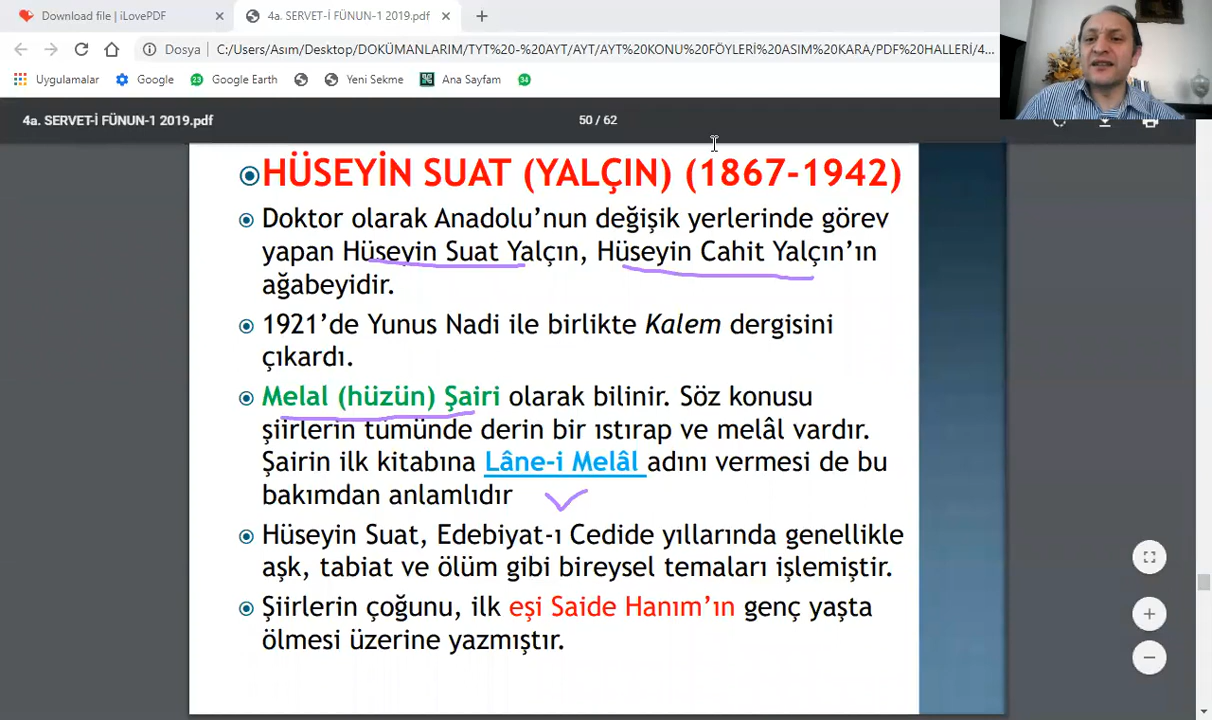 Download file | iLovePDF
4a. SERVET-İ FÜNUN-1 2019.pdf
Dosya
C:/Users/Asım/Desktop/DOKÜMANLARIM/TYT%20-%20AYT/AYT/AYT%20KONU%20FÖYLERİ%20ASIM%20KARA/PDF%20HALLERİ/4...
Uygulamalar
Google
23 Google Earth
Yeni Sekme
Ana Sayfam
34
4a. SERVET-İ FÜNUN-1 2019.pdf
50 / 62
HÜSEYİN SUAT (YALÇIN) (1867-1942)
Doktor olarak Anadolu’nun değişik yerlerinde görev
yapan Hüseyin Suat Yalçın, Hüseyin Cahit Yalçın’ın
ağabeyidir.
1921’de Yunus Nadi ile birlikte Kalem dergisini
çıkardı.
Melal (hüzün) Şairi olarak bilinir. Söz konusu
şiirlerin tümünde derin bir ıstırap ve melâl vardır.
Şairin ilk kitabına Lâne-i Melâl adını vermesi de bu
bakımdan anlamlıdır
Hüseyin Suat, Edebiyat-ı Cedide yıllarında genellikle
aşk, tabiat ve ölüm gibi bireysel temaları işlemiştir.
Şiirlerin çoğunu, ilk eşi Saide Hanım’ın genç yaşta
ölmesi üzerine yazmıştır.